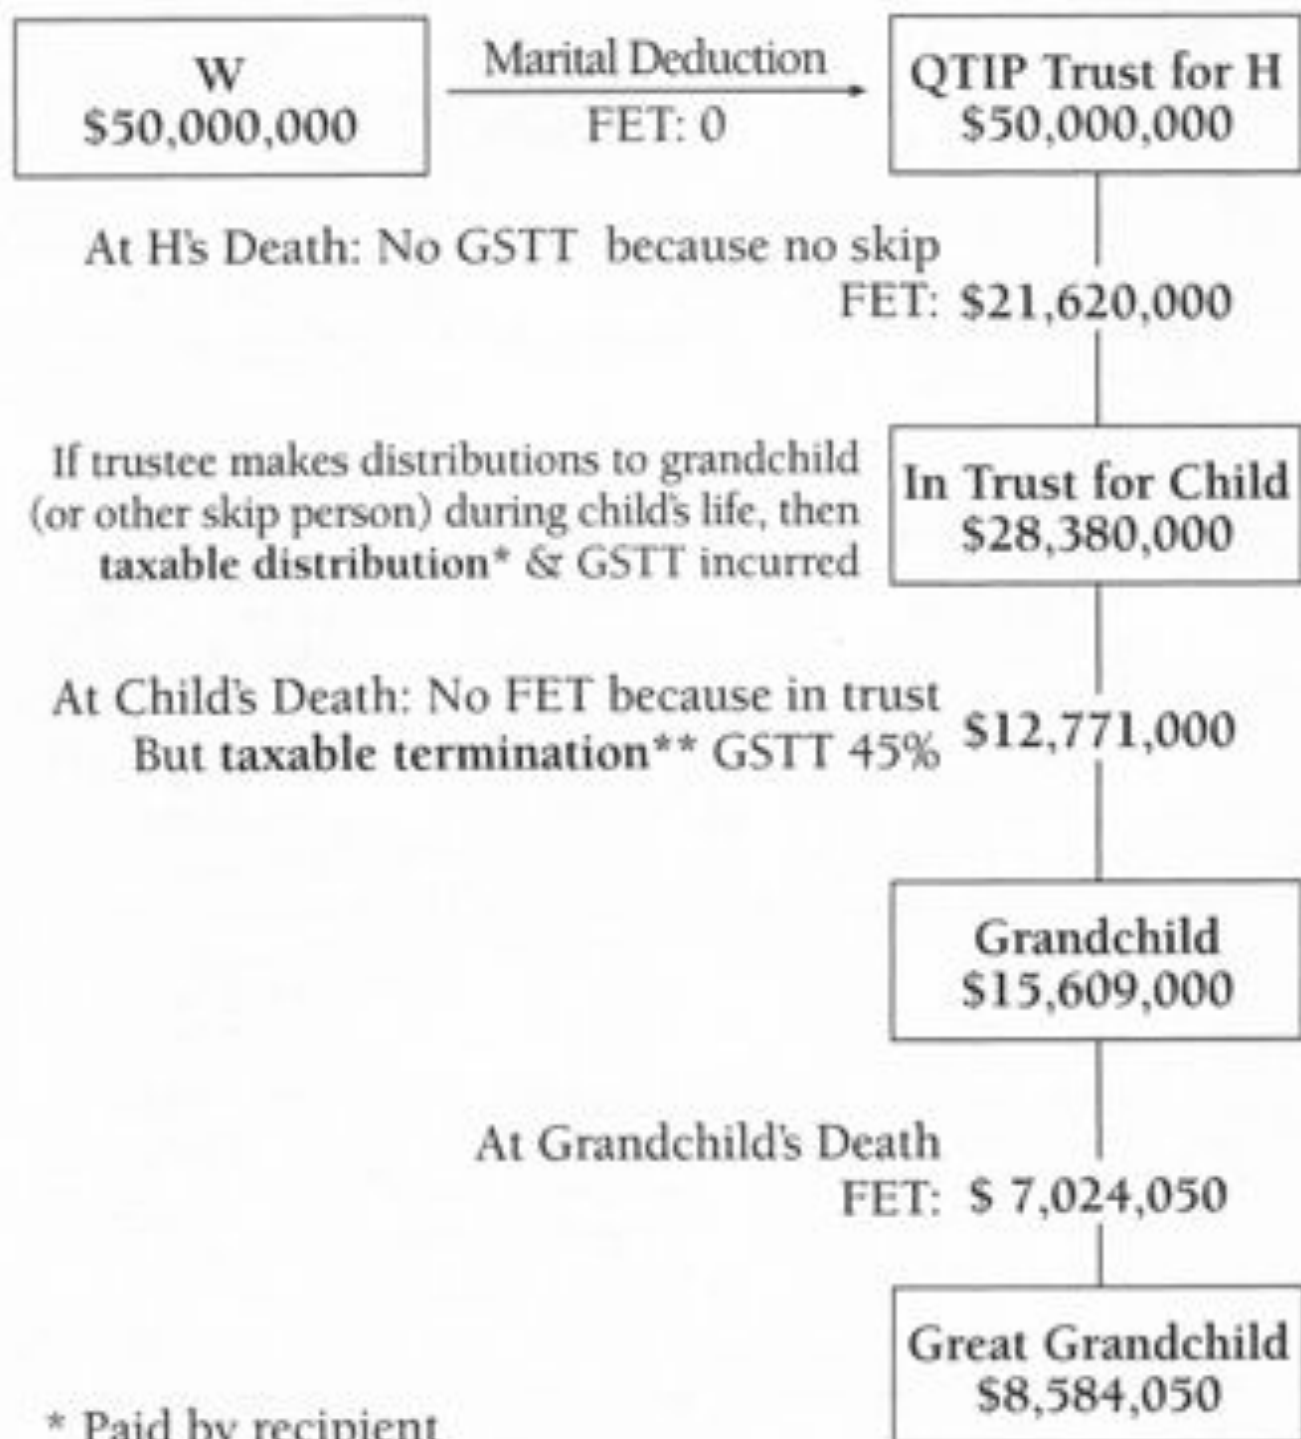 W
$50,000,000
Marital Deduction
FET: 0
QTIP Trust for H
$50,000,000
At H's Death: No GSTT because no skip
FET: $21,620,000
If trustee makes distributions to grandchild
(or other skip person) during child's life, then
taxable distribution* & GSTT incurred
In Trust for Child
$28,380,000
At Child's Death: No FET because in trust
But taxable termination** GSTT 45%
$12,771,000
Grandchild
$15,609,000
At Grandchild's Death
FET: $ 7,024,050
Great Grandchild
$8,584,050
* Paid by recipient